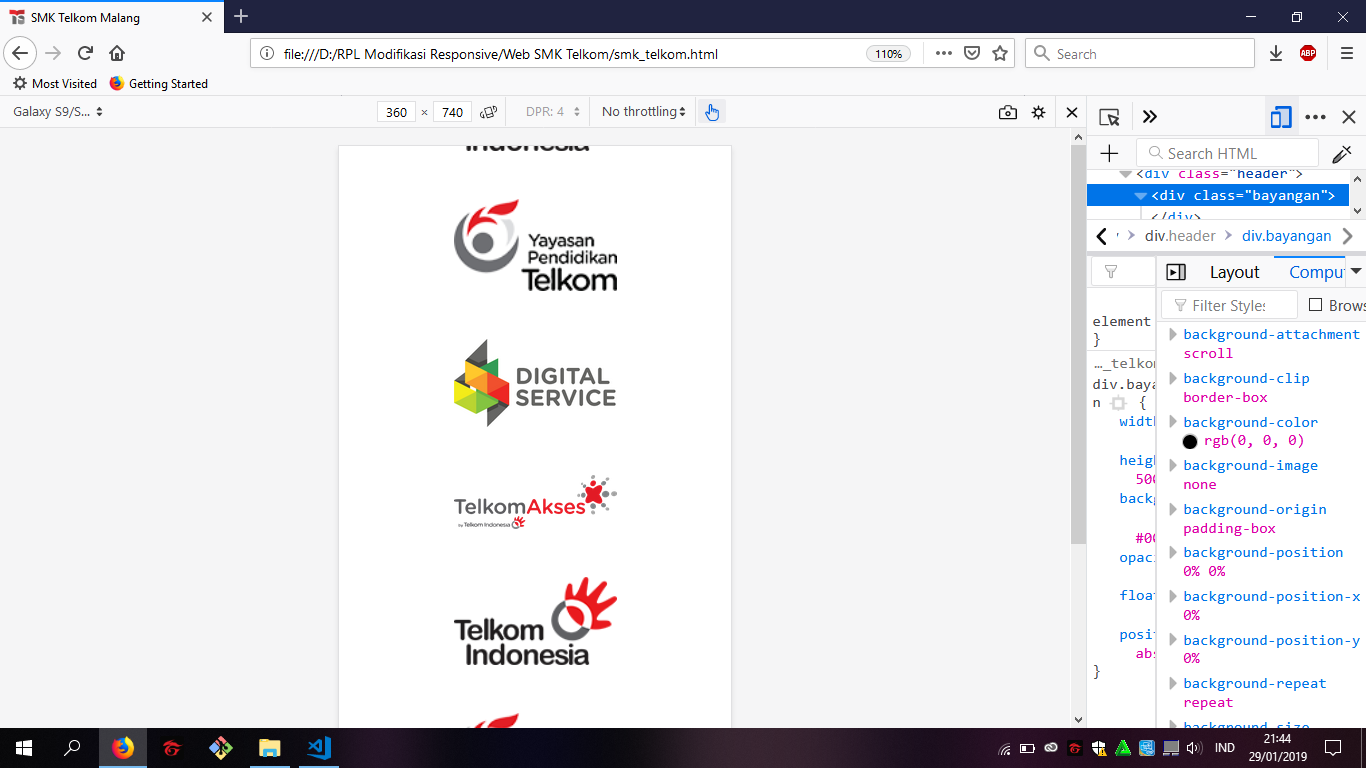 SMK Telkom Malang
file:///D:/RPL Modifikasi Responsive/Web SMK Telkom/smk_telkom.html
110%
Search
ABP
Most Visited
Getting Started
Galaxy S9/S...
360 × 740
DPR: 4
No throttling
Indonesia
Yayasan
Pendidikan
Telkom
DIGITAL
SERVICE
TelkomAkses
by Telkom Indonesia
Telkom
Indonesia
Search HTML
<div class="header">
<div class="bayangan">
</div>
div.header
div.bayangan
Layout
Compu
Filter Styles
Brows
element
}
…_telkom
div.baya
n {
width
heigh
500
backg
#00
opaci
float
posit
abs
}
background-attachment
scroll
background-clip
border-box
background-color
rgb(0, 0, 0)
background-image
none
background-origin
padding-box
background-position
0% 0%
background-position-x
0%
background-position-y
0%
background-repeat
repeat
background-size
IND
21:44
29/01/2019